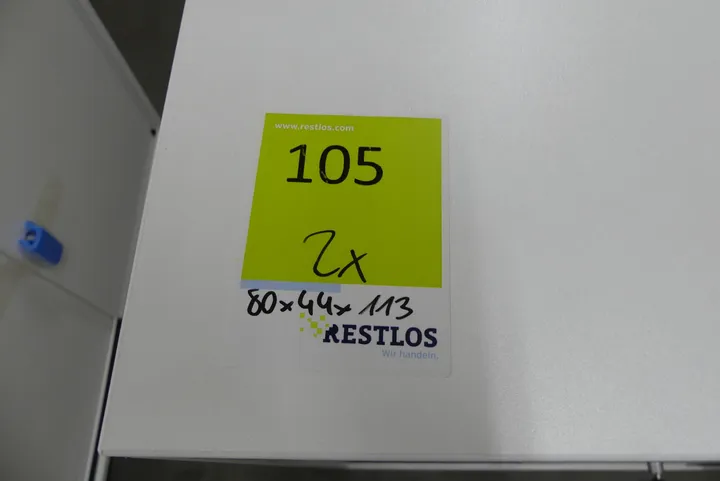 www.restlos.com
105
2x
80x44x113
RESTLOS
Wir handeln.